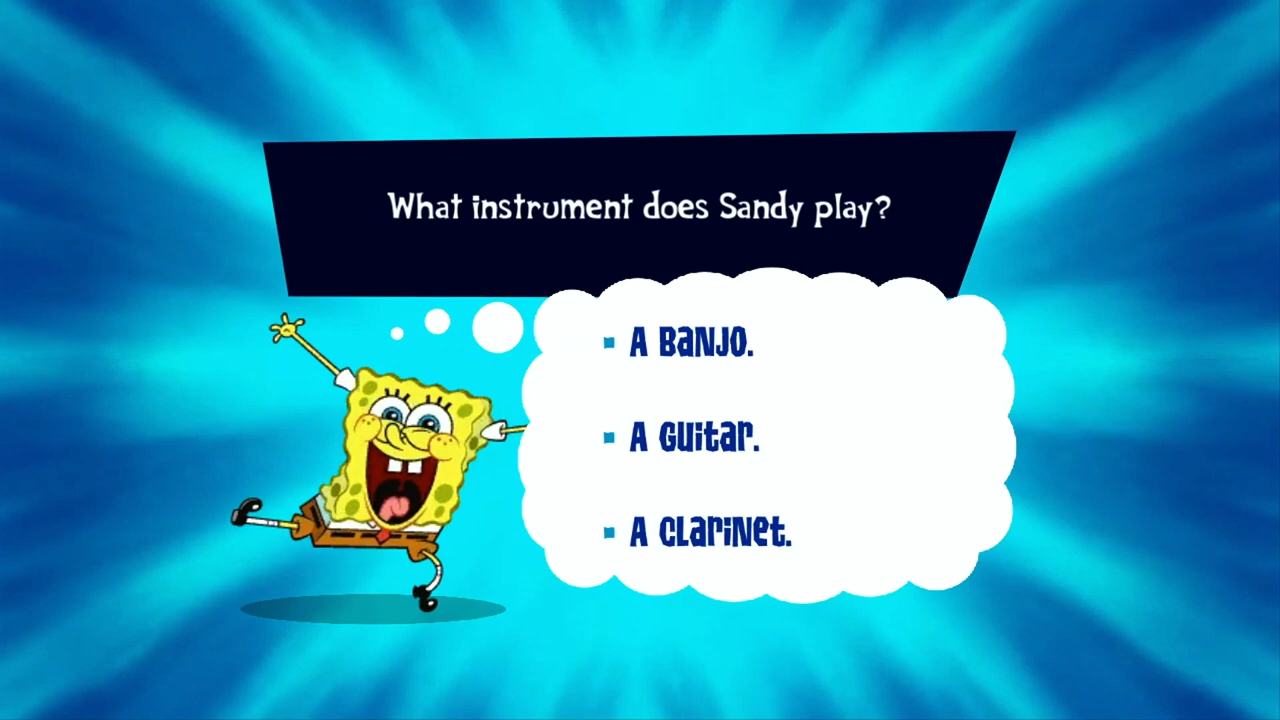 What instrument does Sandy play?
A BANJO.
A Guitar.
A Clarinet.